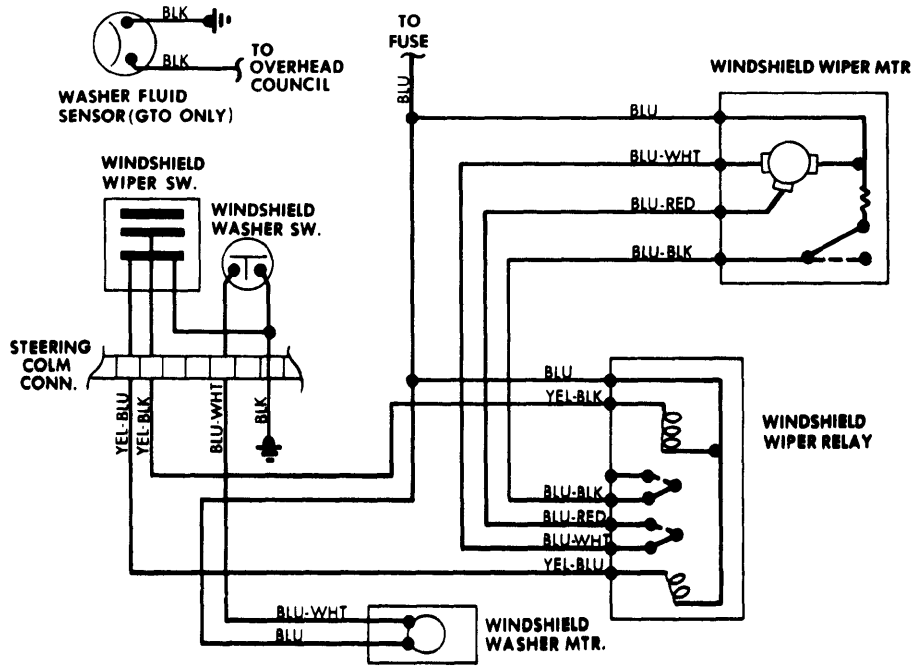 BLK
BLK
TO
OVERHEAD
COUNCIL
WASHER FLUID
SENSOR (GTO ONLY)
TO
FUSE
BLU
WINDSHIELD WIPER MTR
BLU
BLU-WHT
BLU-RED
BLU-BLK
WINDSHIELD
WIPER SW.
WINDSHIELD
WASHER SW.
STEERING
COLM
CONN.
YEL-BLU
YEL-BLK
BLU-WHT
BLK
BLU
YEL-BLK
BLU-BLK
BLU-RED
BLU-WHT
YEL-BLU
WINDSHIELD
WIPER RELAY
BLU-WHT
BLU
WINDSHIELD
WASHER MTR.